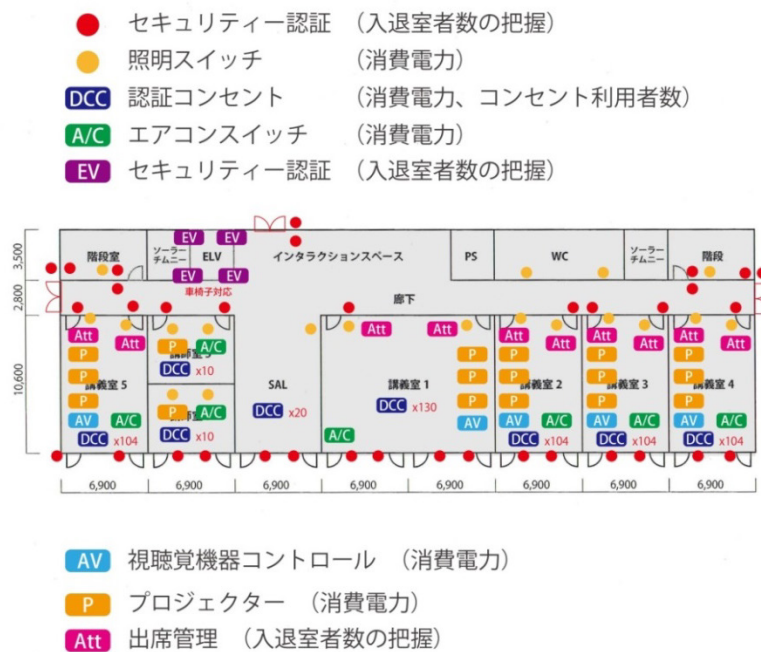 セキュリティー認証 （入退室者数の把握）
照明スイッチ （消費電力）
DCC 認証コンセント （消費電力、コンセント利用者数）
A/C エアコンスイッチ （消費電力）
EV セキュリティー認証 （入退室者数の把握）
3,500
2,800
10,600
階段室
ソーラーチムニー
EV
EV
ELV
EV
EV
車椅子対応
インタラクションスペース
PS
WC
ソーラーチムニー
階段
廊下
Att
Att
P
P
講義室 5
P
AV
A/C
DCC x104
P
A/C
DCC x10
P
A/C
DCC x10
SAL
DCC x20
Att
Att
P
P
講義室 1
P
DCC x130
AV
A/C
Att
Att
P
P
講義室 2
P
AV
A/C
DCC x104
Att
Att
P
P
講義室 3
P
AV
A/C
DCC x104
Att
Att
P
P
講義室 4
P
AV
A/C
DCC x104
6,900
6,900
6,900
6,900
6,900
6,900
6,900
6,900
AV 視聴覚機器コントロール （消費電力）
P プロジェクター （消費電力）
Att 出席管理 （入退室者数の把握）